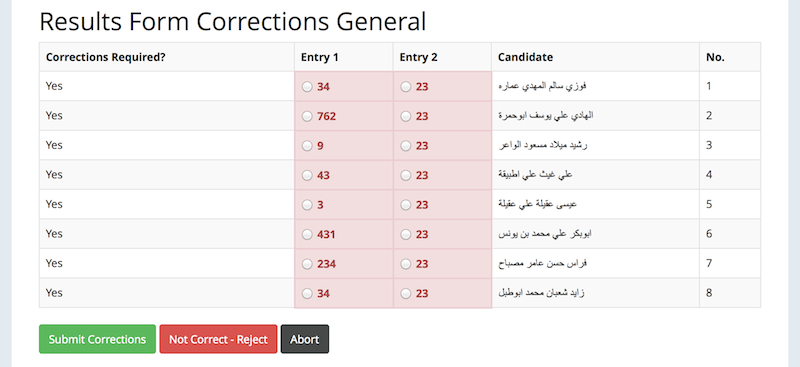 Results Form Corrections General
Corrections Required? Entry 1 Entry 2 Candidate No.
Yes 34 23 فوزي سالم المهدي عماره 1
Yes 762 23 الهادي علي يوسف ابوحمرة 2
Yes 9 23 رشيد ميلاد مسعود الواعر 3
Yes 43 23 علي غيث علي اطبيقة 4
Yes 3 23 عيسى عقيلة علي عقيلة 5
Yes 431 23 ابوبكر علي محمد بن يونس 6
Yes 234 23 فراس حسن عامر مصباح 7
Yes 34 23 زايد شعبان محمد ابوطبل 8
Submit Corrections Not Correct - Reject Abort